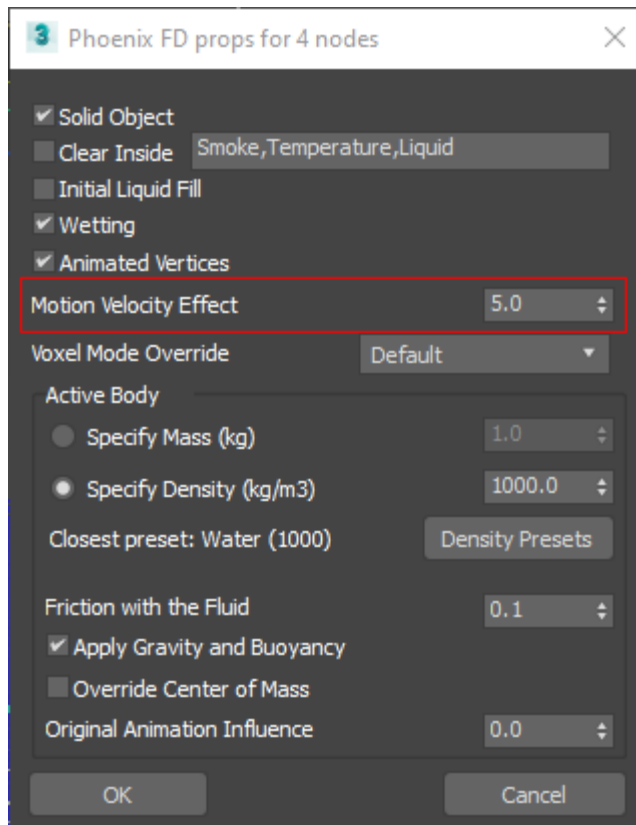 3 Phoenix FD props for 4 nodes
Solid Object
Clear Inside Smoke,Temperature,Liquid
Initial Liquid Fill
Wetting
Animated Vertices
Motion Velocity Effect 5.0
Voxel Mode Override Default
Active Body
Specify Mass (kg) 1.0
Specify Density (kg/m3) 1000.0
Closest preset: Water (1000) Density Presets
Friction with the Fluid 0.1
Apply Gravity and Buoyancy
Override Center of Mass
Original Animation Influence 0.0
OK Cancel